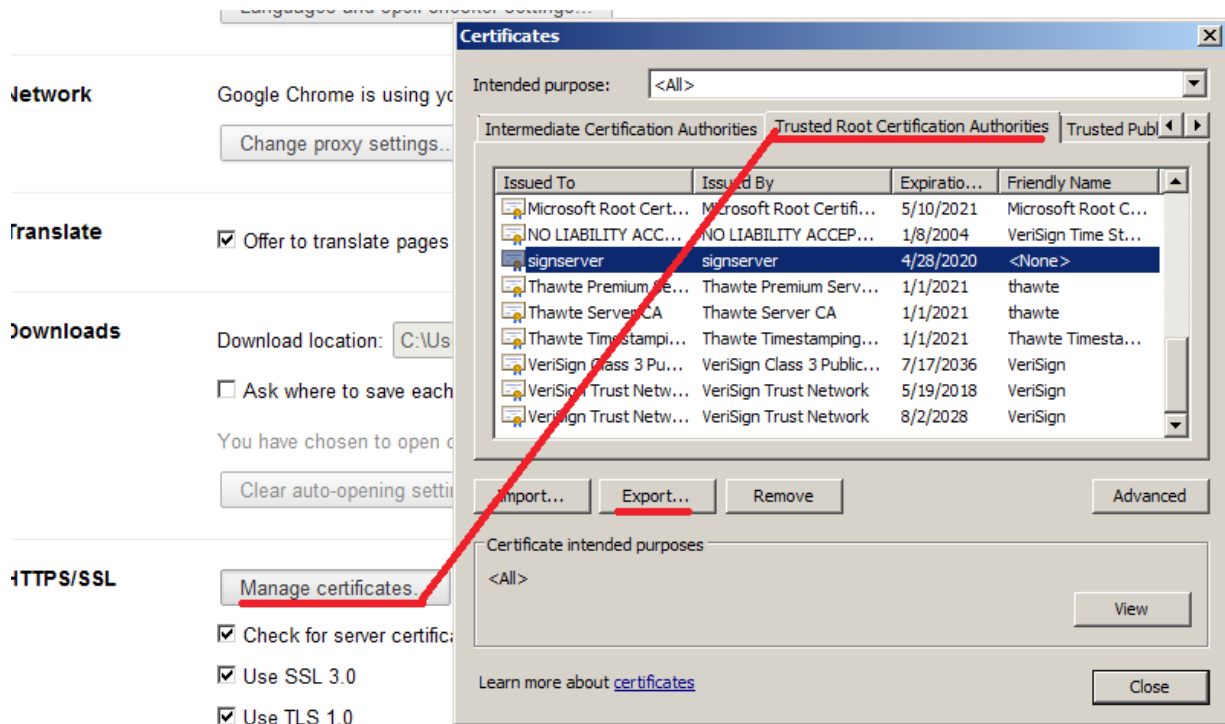 Languages and spell-checker settings...
Network
Google Chrome is using yo
Change proxy settings...
Translate
Offer to translate pages
Downloads
Download location: C:\Us
Ask where to save each
You have chosen to open
Clear auto-opening setti
HTTPS/SSL
Manage certificates...
Check for server certifica
Use SSL 3.0
Use TLS 1.0
Certificates
Intended purpose: <All>
Intermediate Certification Authorities Trusted Root Certification Authorities Trusted Publ
Issued To Issued By Expiratio... Friendly Name
Microsoft Root Cert... Microsoft Root Certifi... 5/10/2021 Microsoft Root C...
NO LIABILITY ACC... NO LIABILITY ACCEP... 1/8/2004 VeriSign Time St...
signserver signserver 4/28/2020 <None>
Thawte Premium Se... Thawte Premium Serv... 1/1/2021 thawte
Thawte Server CA Thawte Server CA 1/1/2021 thawte
Thawte Timestampi... Thawte Timestamping... 1/1/2021 Thawte Timesta...
VeriSign Class 3 Pu... VeriSign Class 3 Public... 7/17/2036 VeriSign
VeriSign Trust Netw... VeriSign Trust Network 5/19/2018 VeriSign
VeriSign Trust Netw... VeriSign Trust Network 8/2/2028 VeriSign
Import... Export... Remove Advanced
Certificate intended purposes
<All>
View
Learn more about certificates
Close